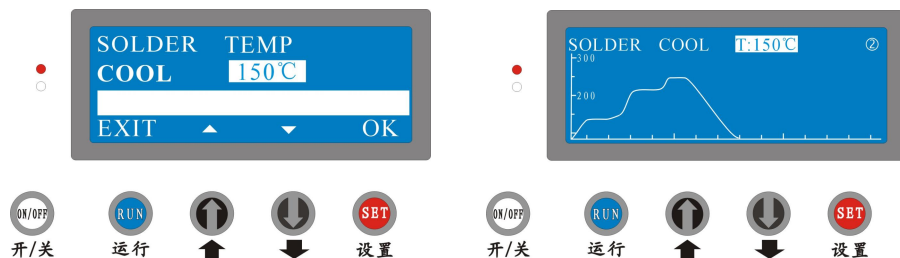 SOLDER TEMP
COOL 150℃
EXIT OK
ON/OFF RUN SET
开/关 运行 设置
SOLDER COOL T:150℃ ②
300
200
ON/OFF RUN SET
开/关 运行 设置